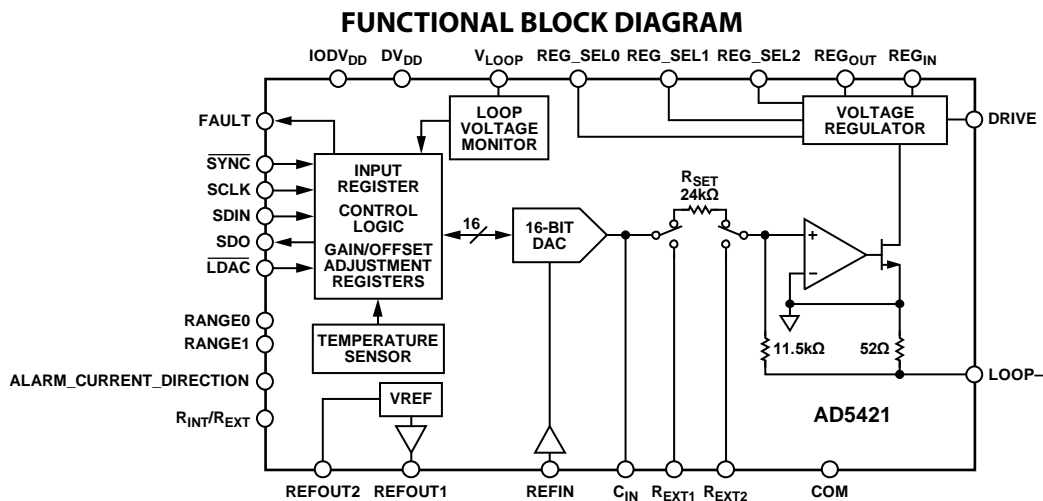 FUNCTIONAL BLOCK DIAGRAM
IODVDD
DVDD
VLOOP
REG_SEL0
REG_SEL1
REG_SEL2
REGOUT
REGIN
FAULT
SYNC
SCLK
SDIN
SDO
LDAC
RANGE0
RANGE1
ALARM_CURRENT_DIRECTION
RINT/REXT
LOOP
VOLTAGE
MONITOR
VOLTAGE
REGULATOR
DRIVE
INPUT
REGISTER
CONTROL
LOGIC
GAIN/OFFSET
ADJUSTMENT
REGISTERS
16
16-BIT
DAC
RSET
24kΩ
+
–
11.5kΩ
52Ω
LOOP–
TEMPERATURE
SENSOR
VREF
AD5421
REFOUT2
REFOUT1
REFIN
CIN
REXT1
REXT2
COM